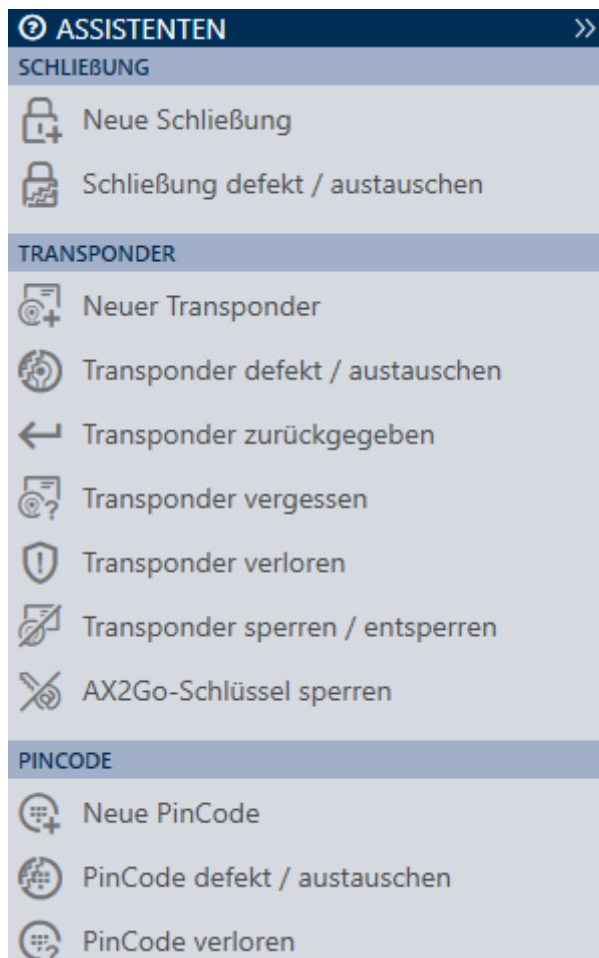 ASSISTENTEN
SCHLIEßUNG
Neue Schließung
Schließung defekt / austauschen
TRANSPONDER
Neuer Transponder
Transponder defekt / austauschen
Transponder zurückgegeben
Transponder vergessen
Transponder verloren
Transponder sperren / entsperren
AX2Go-Schlüssel sperren
PINCODE
Neue PinCode
PinCode defekt / austauschen
PinCode verloren